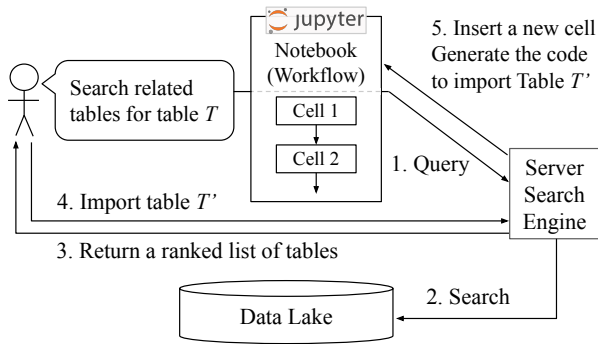 jupyter
Notebook
(Workflow)
Cell 1
Cell 2
Search related
tables for table T
5. Insert a new cell
Generate the code
to import Table T’
1. Query
Server
Search
Engine
4. Import table T’
3. Return a ranked list of tables
2. Search
Data Lake